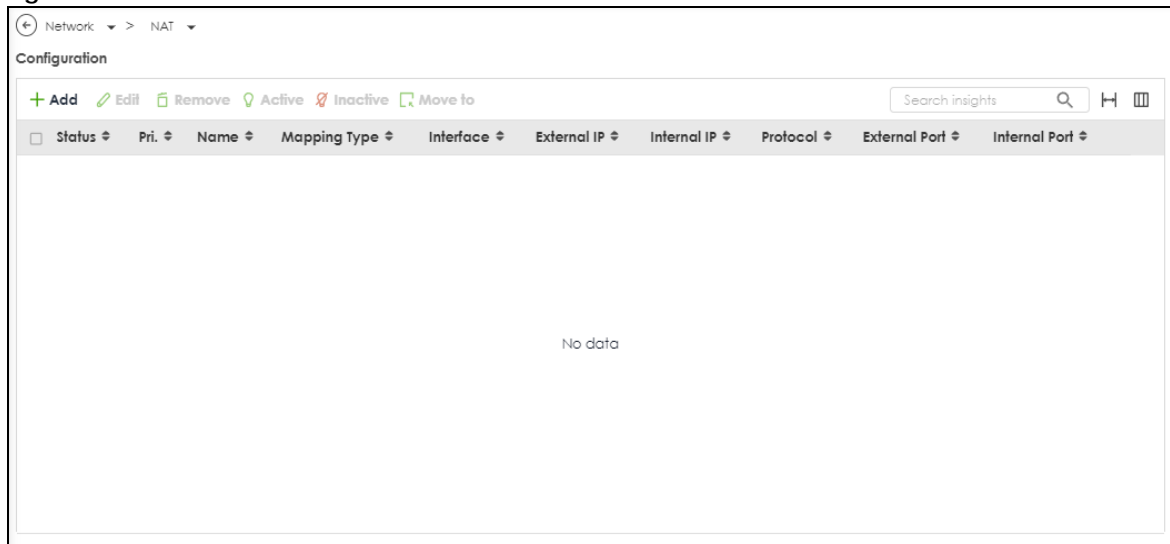 Network > NAT
Configuration
Add Edit Remove Active Inactive Move to Search insights
Status Pri. Name Mapping Type Interface External IP Internal IP Protocol External Port Internal Port
No data